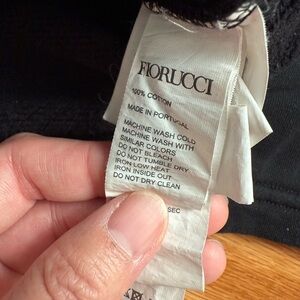 FIORUCCI
100% COTTON
MADE IN PORTUGAL
MACHINE WASH COLD
MACHINE WASH WITH
SIMILAR COLORS
DO NOT BLEACH
DO NOT TUMBLE DRY
IRON LOW HEAT
IRON INSIDE OUT
DO NOT DRY CLEAN
SEC